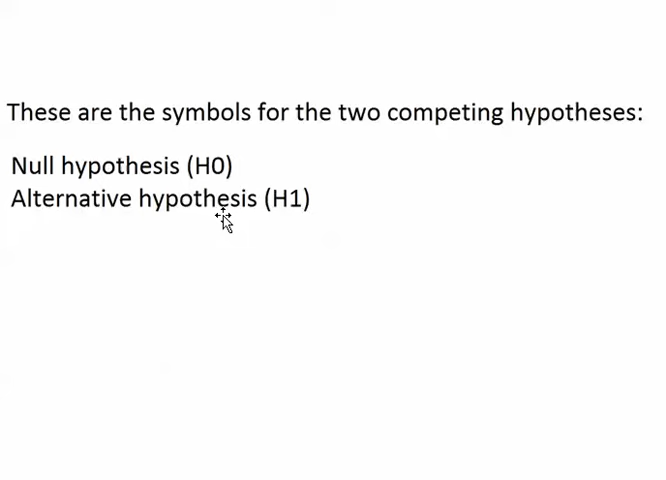 These are the symbols for the two competing hypotheses:
Null hypothesis (H0)
Alternative hypothesis (H1)